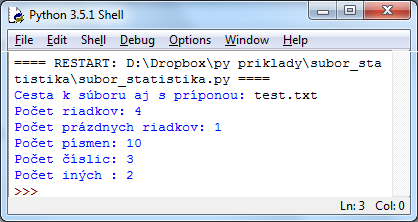 Python 3.5.1 Shell
File Edit Shell Debug Options Window Help
==== RESTART: D:\Dropbox\py priklady\subor_sta
tistika\subor_statistika.py ====
Cesta k súboru aj s príponou: test.txt
Počet riadkov: 4
Počet prázdnych riadkov: 1
Počet písmen: 10
Počet číslic: 3
Počet iných : 2
>>>
Ln: 3 Col: 0